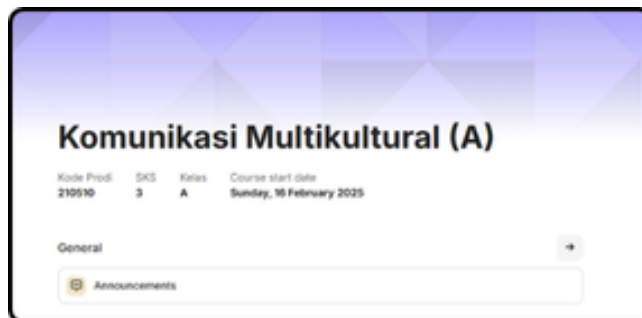 Komunikasi Multikultural (A)
Kode Prodi SKS Kelas Course start date
210510 3 A Sunday, 16 February 2025
General
Announcements